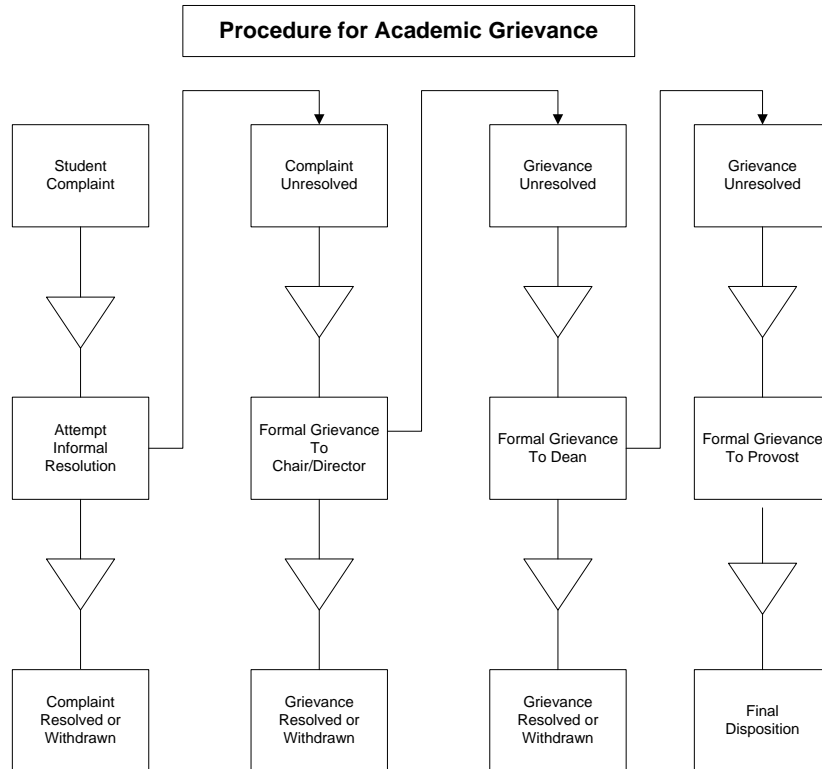 Procedure for Academic Grievance
Student
Complaint
Complaint
Unresolved
Grievance
Unresolved
Grievance
Unresolved
Attempt
Informal
Resolution
Formal Grievance
To
Chair/Director
Formal Grievance
To Dean
Formal Grievance
To Provost
Complaint
Resolved or
Withdrawn
Grievance
Resolved or
Withdrawn
Grievance
Resolved or
Withdrawn
Final
Disposition